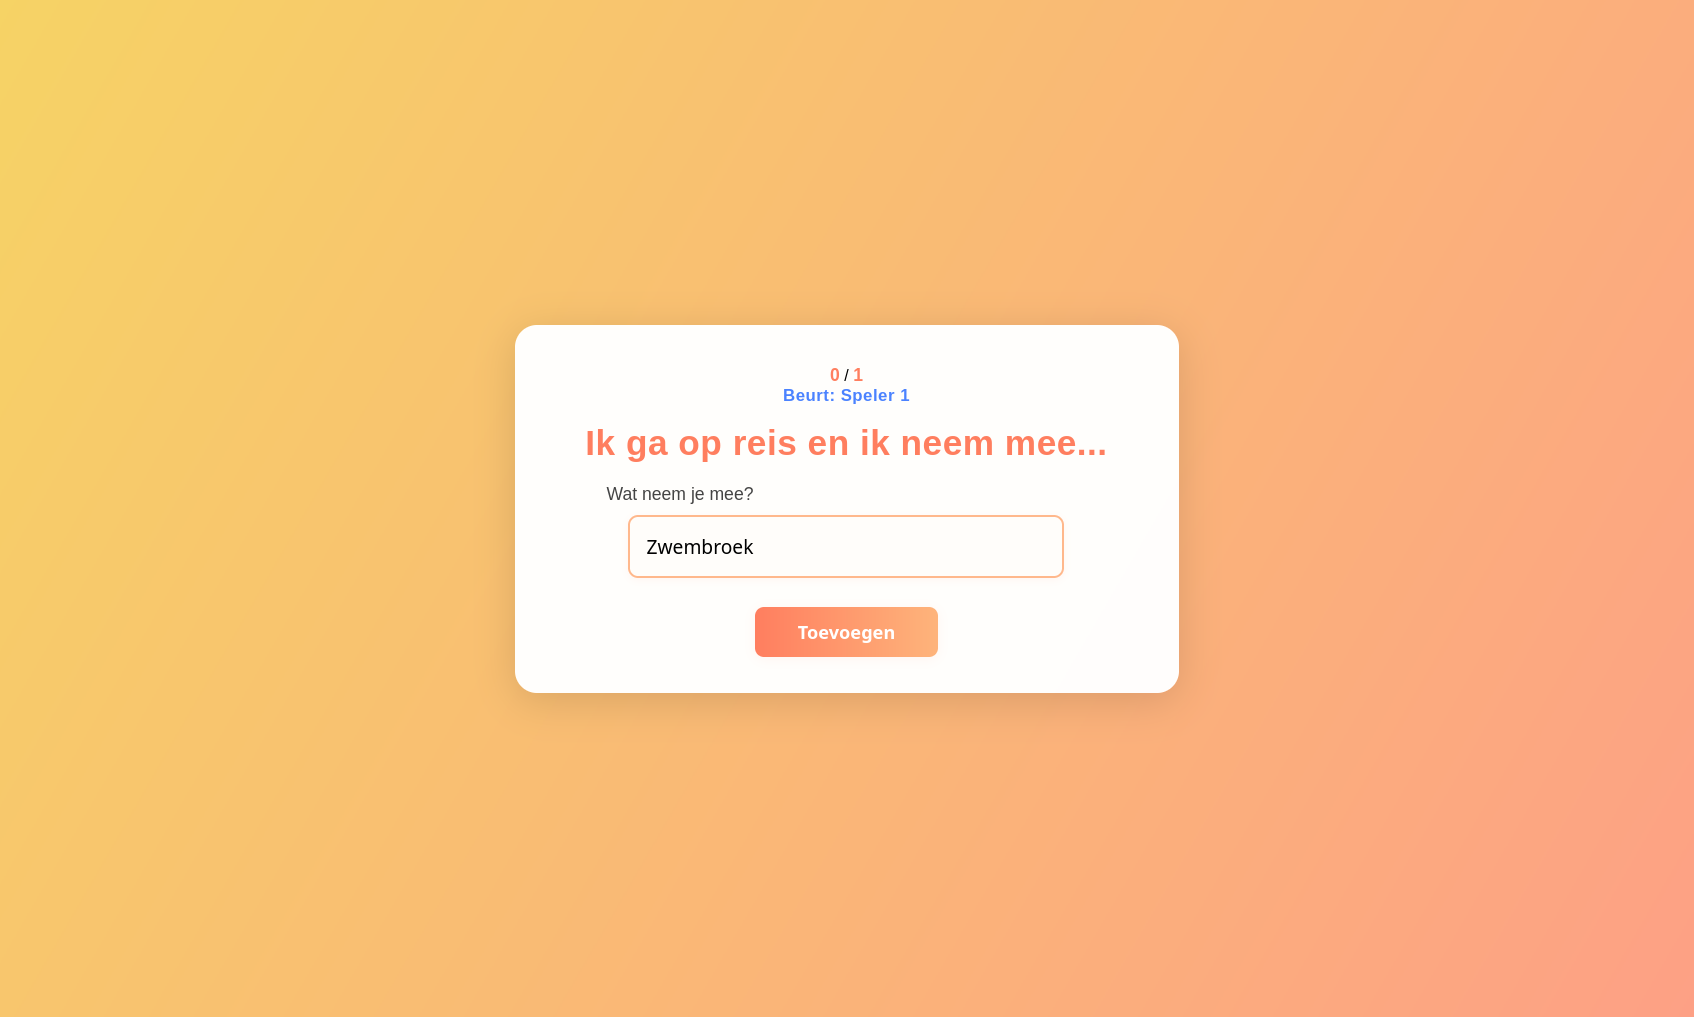 0 / 1
Beurt: Speler 1
Ik ga op reis en ik neem mee...
Wat neem je mee?
Zwembroek
Toevoegen